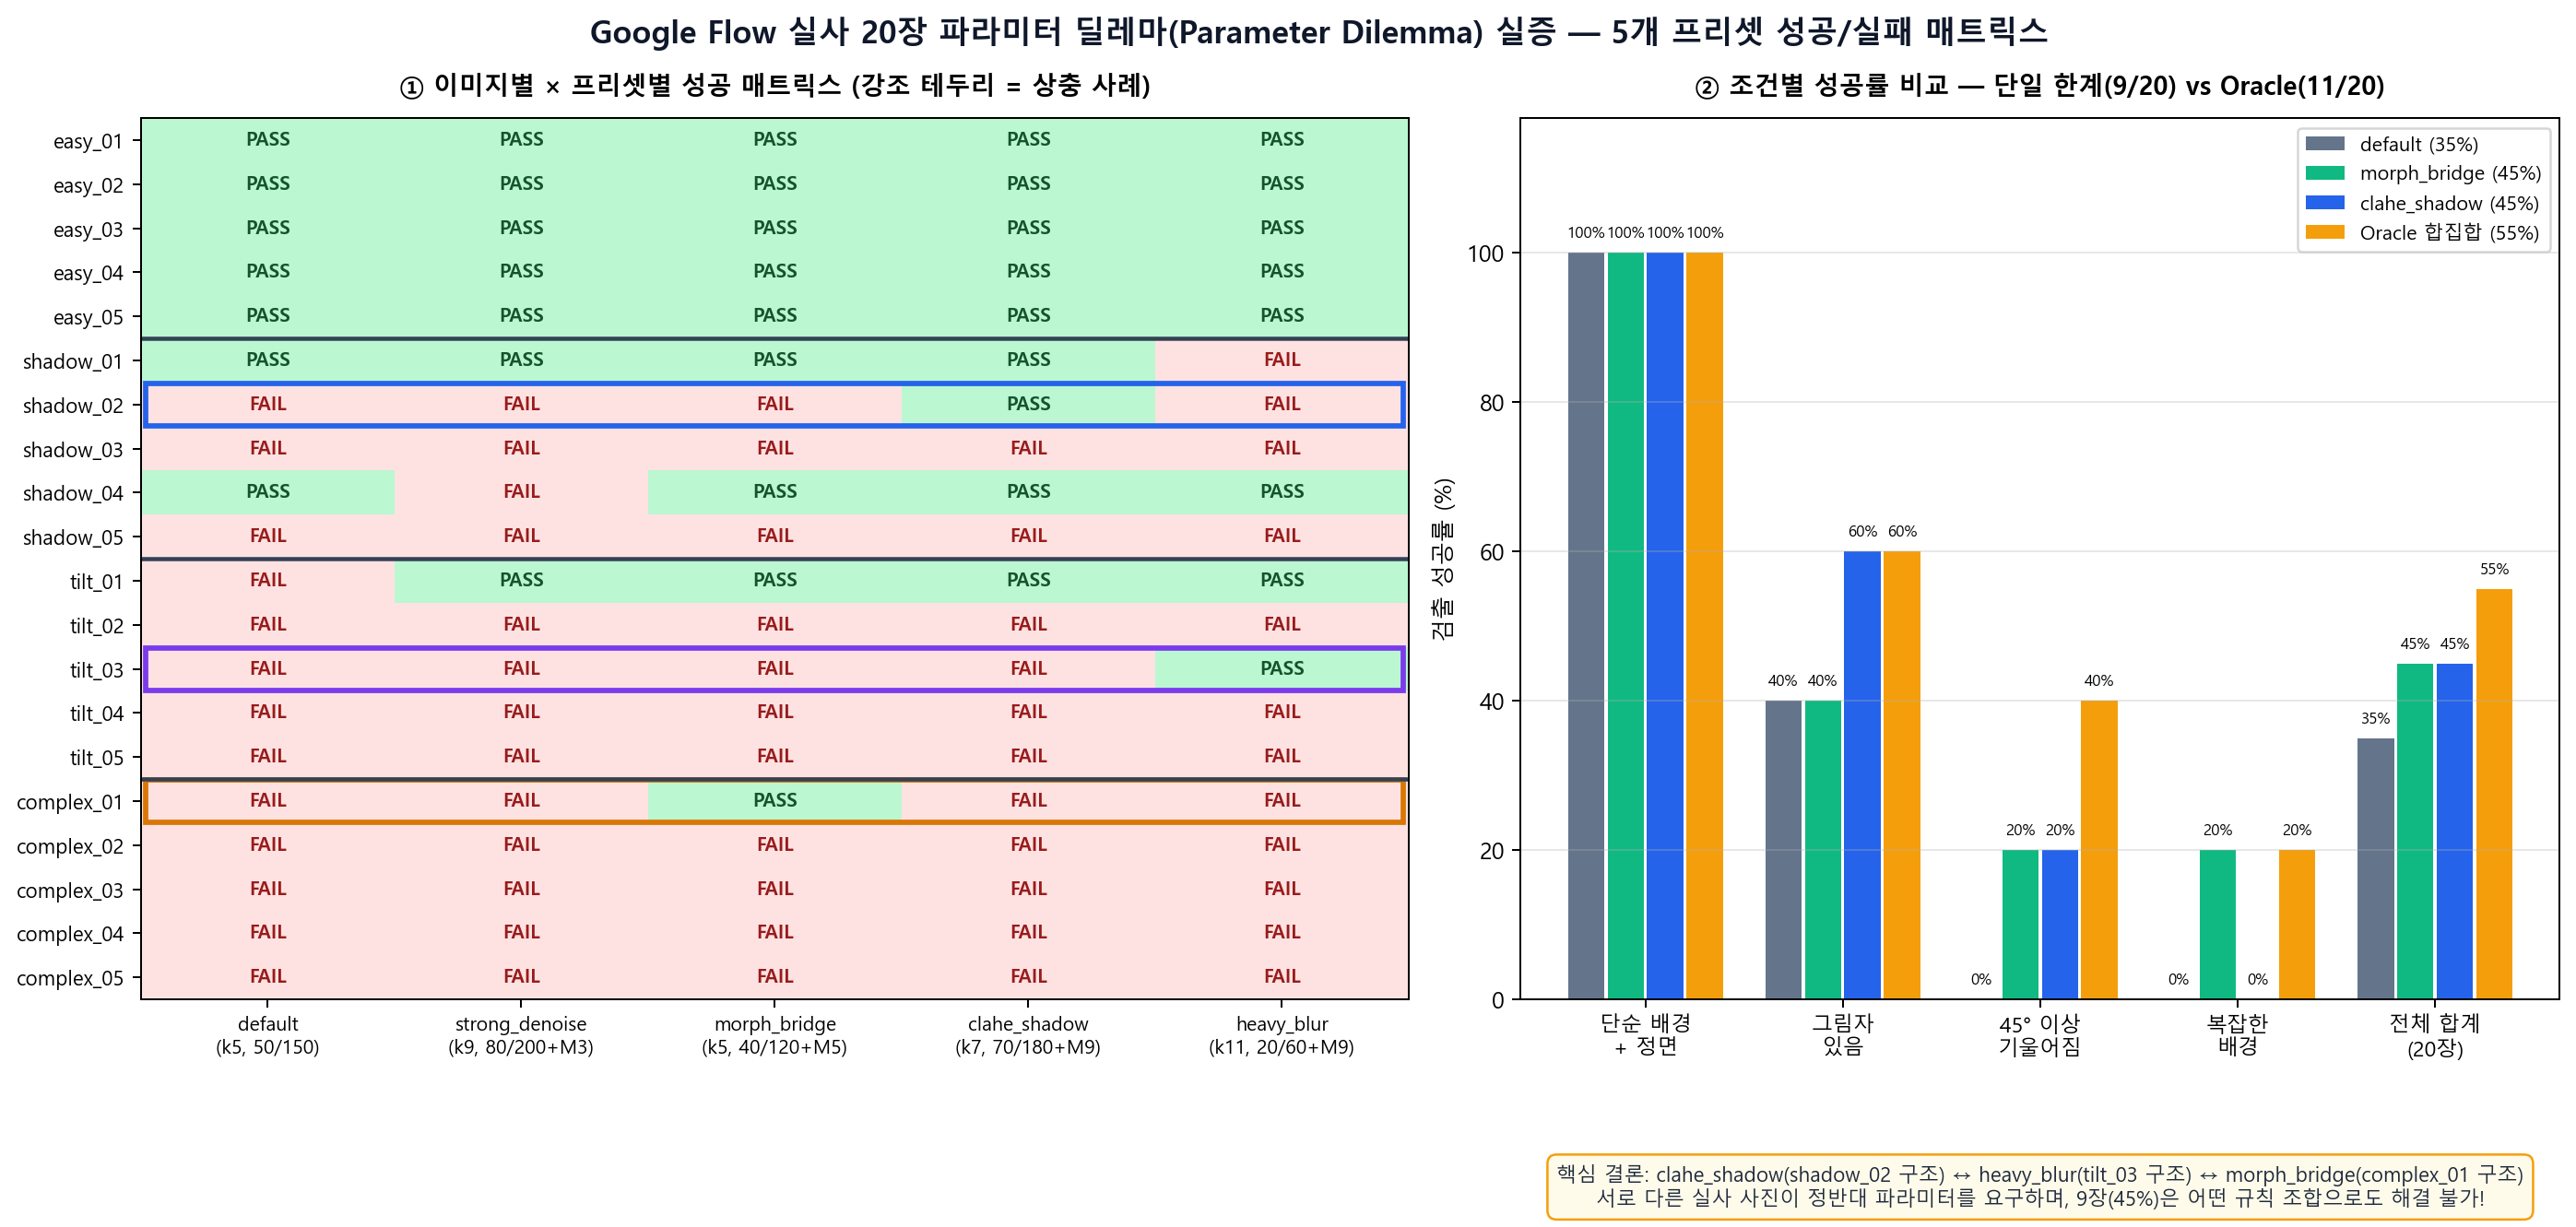 Google Flow 실사 20장 파라미터 딜레마(Parameter Dilemma) 실증 — 5개 프리셋 성공/실패 매트릭스
① 이미지별 × 프리셋별 성공 매트릭스 (강조 테두리 = 상충 사례)
easy_01 PASS PASS PASS PASS PASS
easy_02 PASS PASS PASS PASS PASS
easy_03 PASS PASS PASS PASS PASS
easy_04 PASS PASS PASS PASS PASS
easy_05 PASS PASS PASS PASS PASS
shadow_01 PASS PASS PASS PASS FAIL
shadow_02 FAIL FAIL FAIL PASS FAIL
shadow_03 FAIL FAIL FAIL FAIL FAIL
shadow_04 PASS FAIL PASS PASS PASS
shadow_05 FAIL FAIL FAIL FAIL FAIL
tilt_01 FAIL PASS PASS PASS PASS
tilt_02 FAIL FAIL FAIL FAIL FAIL
tilt_03 FAIL FAIL FAIL FAIL PASS
tilt_04 FAIL FAIL FAIL FAIL FAIL
tilt_05 FAIL FAIL FAIL FAIL FAIL
complex_01 FAIL FAIL PASS FAIL FAIL
complex_02 FAIL FAIL FAIL FAIL FAIL
complex_03 FAIL FAIL FAIL FAIL FAIL
complex_04 FAIL FAIL FAIL FAIL FAIL
complex_05 FAIL FAIL FAIL FAIL FAIL
default strong_denoise morph_bridge clahe_shadow heavy_blur
(k5, 50/150) (k9, 80/200+M3) (k5, 40/120+M5) (k7, 70/180+M9) (k11, 20/60+M9)
② 조건별 성공률 비교 — 단일 한계(9/20) vs Oracle(11/20)
default (35%)
morph_bridge (45%)
clahe_shadow (45%)
Oracle 합집합 (55%)
검출 성공률 (%)
100
80
60
40
20
0
100% 100% 100% 100%
40% 40% 60% 60%
0% 20% 20% 40%
0% 20% 0% 20%
35% 45% 45% 55%
단순 배경 그림자 45° 이상 복잡한 전체 합계
+ 정면 있음 기울어짐 배경 (20장)
핵심 결론: clahe_shadow(shadow_02 구조) ↔ heavy_blur(tilt_03 구조) ↔ morph_bridge(complex_01 구조)
서로 다른 실사 사진이 정반대 파라미터를 요구하며, 9장(45%)은 어떤 규칙 조합으로도 해결 불가!